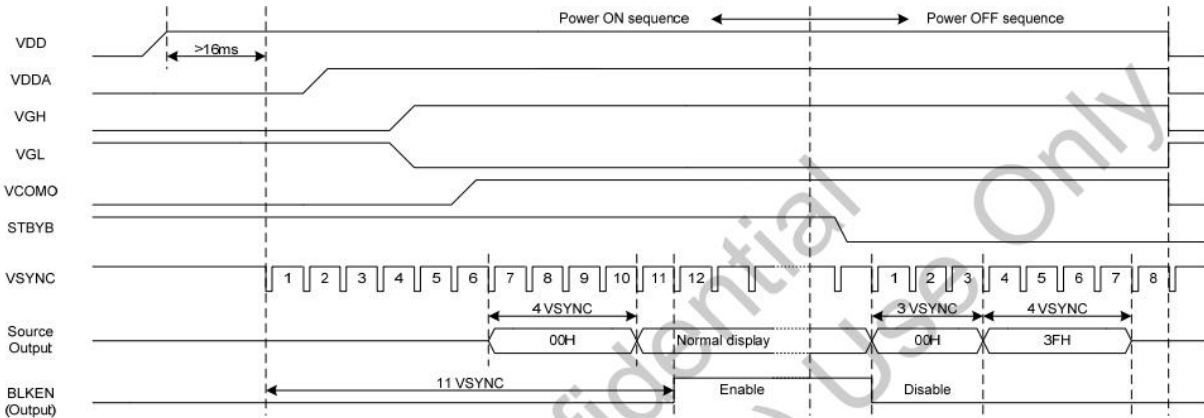 Power ON sequence
Power OFF sequence
VDD
>16ms
VDDA
VGH
VGL
VCOMO
STBYB
VSYNC
1 2 3 4 5 6 7 8 9 10 11 12
1 2 3 4 5 6 7 8
4 VSYNC
3 VSYNC
4 VSYNC
Source
Output
00H
Normal display
00H
3FH
11 VSYNC
BLKEN
(Output)
Enable
Disable
Use Only